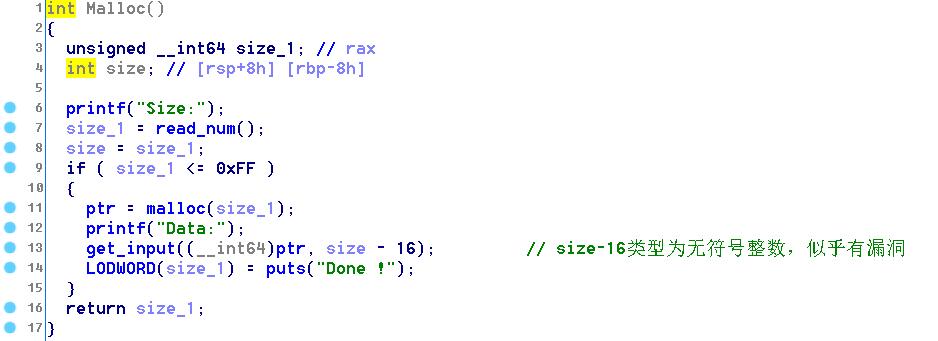 1 int Malloc()
2 {
3 unsigned __int64 size_1; // rax
4 int size; // [rsp+8h] [rbp-8h]
5
6 printf("Size:");
7 size_1 = read_num();
8 size = size_1;
9 if ( size_1 <= 0xFF )
10 {
11 ptr = malloc(size_1);
12 printf("Data:");
13 get_input((__int64)ptr, size - 16); // size-16类型为无符号整数，似乎有漏洞
14 LODWORD(size_1) = puts("Done !");
15 }
16 return size_1;
17 }